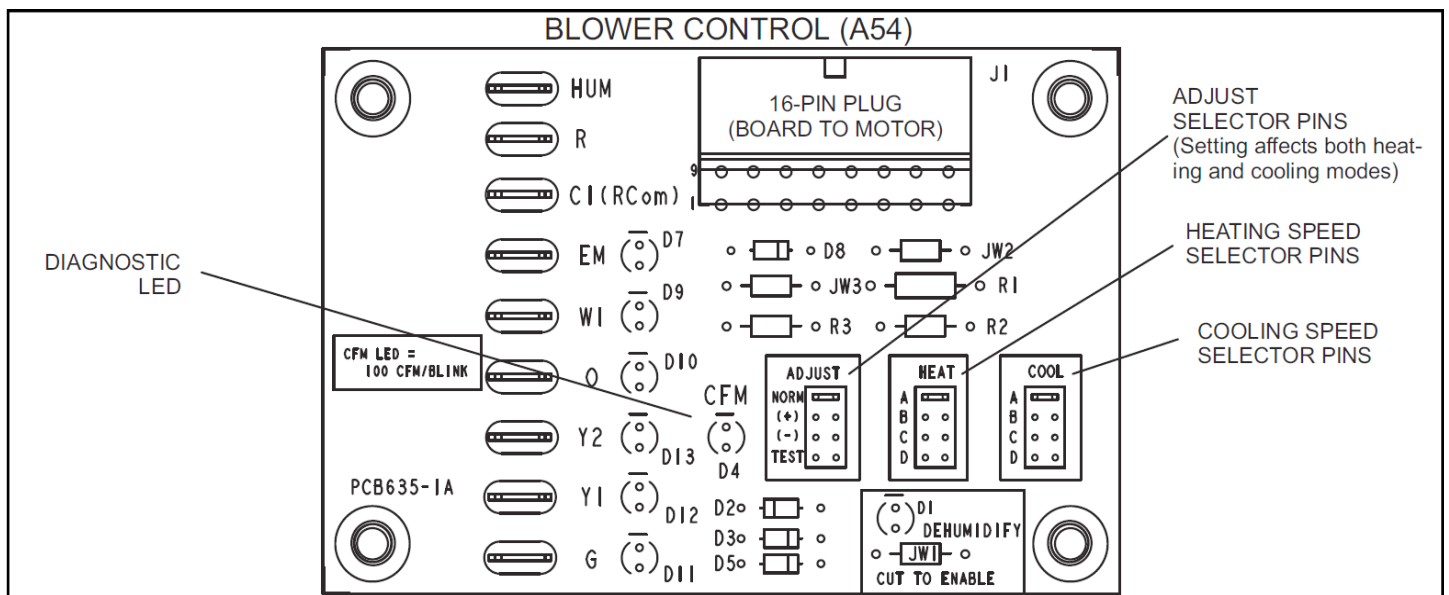 BLOWER CONTROL (A54)
HUM
R
CI(RCom)
EM
W1
O
Y2
Y1
G
D7
D9
D10
D13
D12
D11
CFM LED =
100 CFM/BLINK
PCB635-1A
DIAGNOSTIC
LED
J1
16-PIN PLUG
(BOARD TO MOTOR)
9
1
D8
JW2
JW3
R1
R3
R2
CFM
D4
ADJUST
NORM
(+)
(-)
TEST
HEAT
A
B
C
D
COOL
A
B
C
D
D2
D3
D5
D1
DEHUMIDIFY
JW1
CUT TO ENABLE
ADJUST
SELECTOR PINS
(Setting affects both heat-
ing and cooling modes)
HEATING SPEED
SELECTOR PINS
COOLING SPEED
SELECTOR PINS